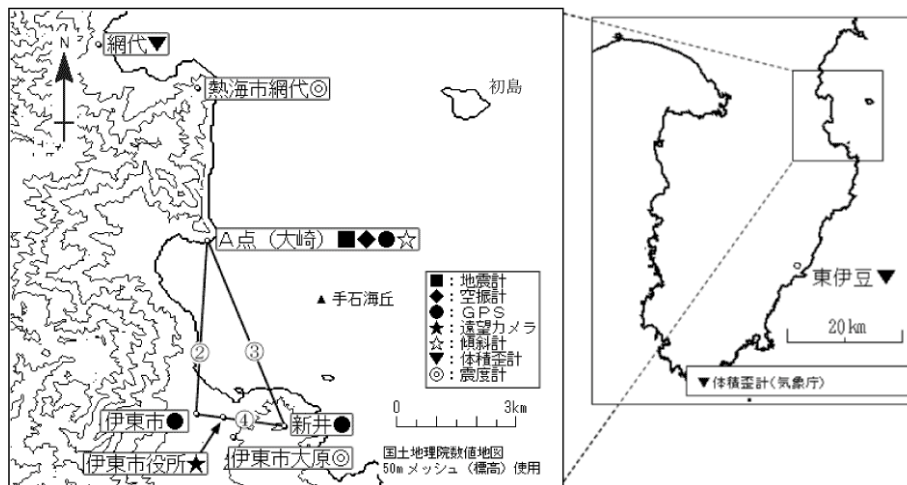 N
網代▼
熱海市網代◎
初島
A点（大崎）■◆●☆
▲ 手石海丘
■：地震計
◆：空振計
●：ＧＰＳ
★：遠望カメラ
☆：傾斜計
▼：体積歪計
◎：震度計
②
③
④
伊東市●
新井●
伊東市役所★
伊東市大原◎
0 3km
国土地理院数値地図
50m メッシュ（標高）使用
東伊豆▼
20km
▼体積歪計(気象庁)